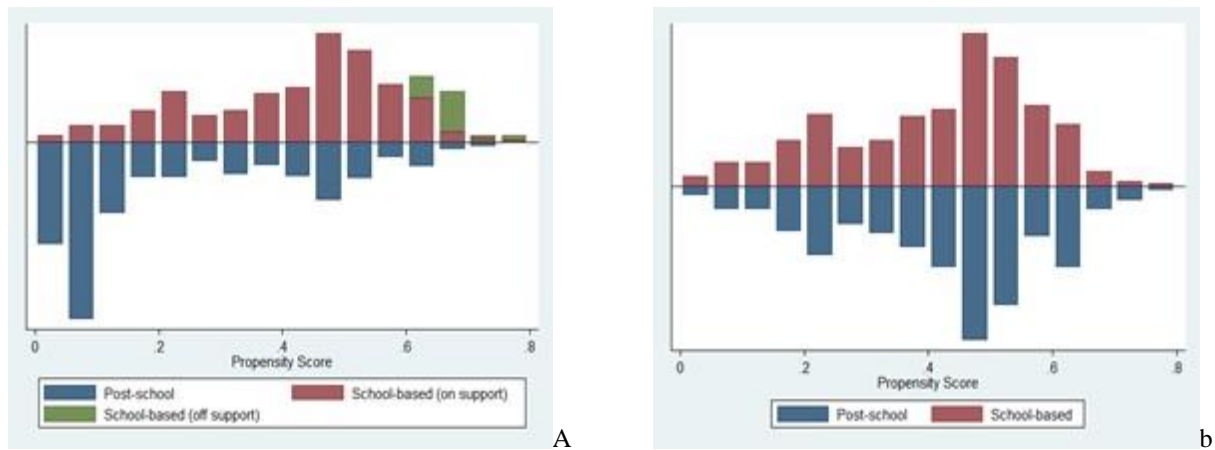 0 .2 .4 .6 .8
Propensity Score
Post-school School-based (on support)
School-based (off support)
A
0 .2 .4 .6 .8
Propensity Score
Post-school School-based
b